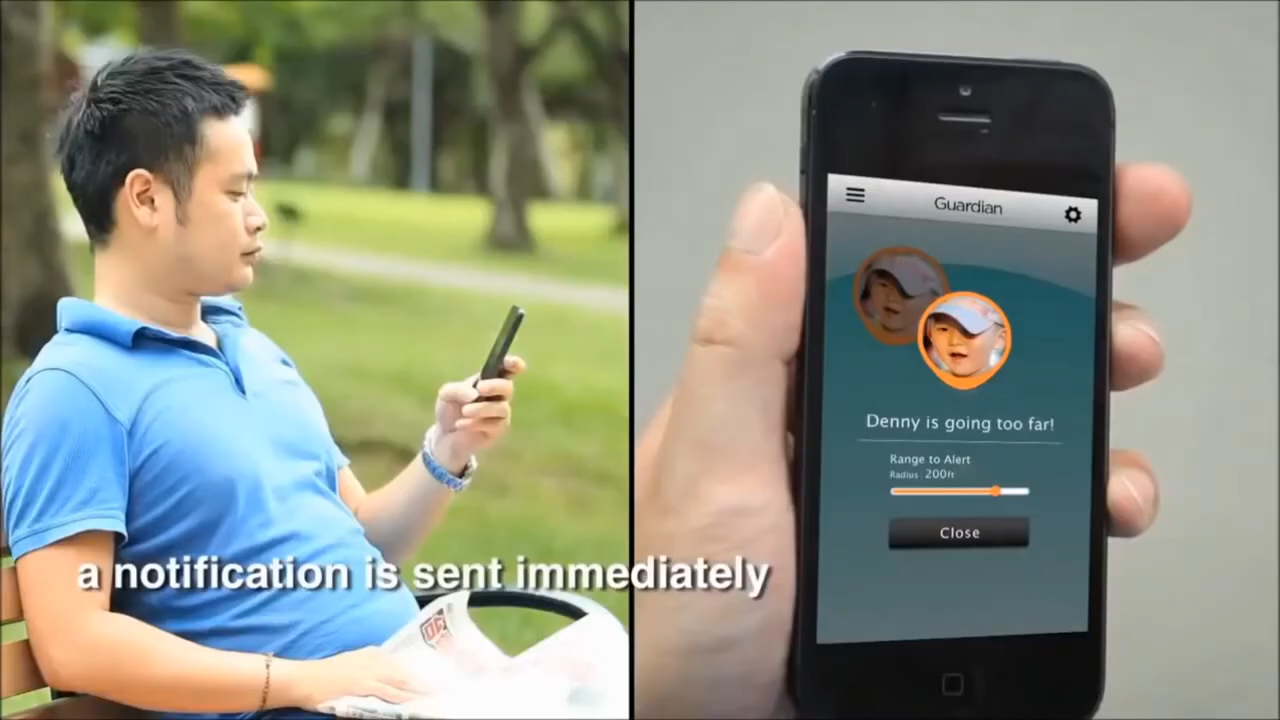 Guardian
Denny is going too far!
Range to Alert
Radius : 200ft
Close
a notification is sent immediately